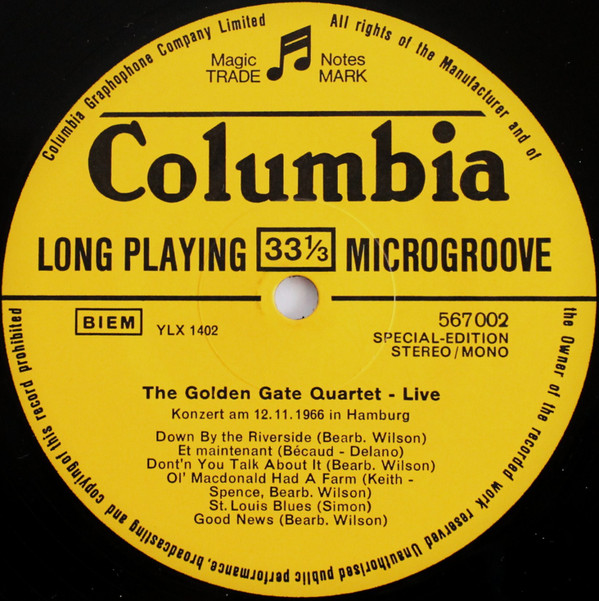 Columbia Graphophone Company Limited
All rights of the Manufacturer and of
the Owner of the recorded work reserved Unauthorised public performance, broadcasting and copying of this record prohibited
Magic Notes
TRADE MARK
Columbia
LONG PLAYING 33⅓ MICROGROOVE
BIEM YLX 1402
567002
SPECIAL-EDITION
STEREO/MONO
The Golden Gate Quartet - Live
Konzert am 12.11.1966 in Hamburg
Down By the Riverside (Bearb. Wilson)
Et maintenant (Bécaud - Delano)
Dont'n You Talk About It (Bearb. Wilson)
Ol' Macdonald Had A Farm (Keith -
Spence, Bearb. Wilson)
St. Louis Blues (Simon)
Good News (Bearb. Wilson)